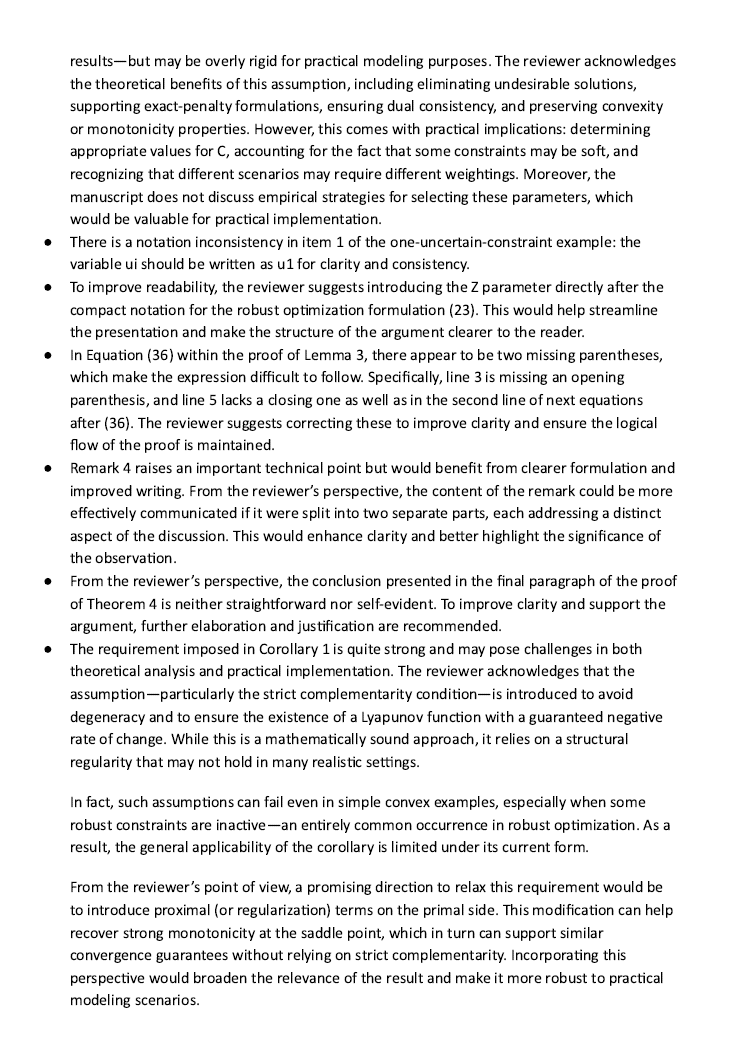 results—but may be overly rigid for practical modeling purposes. The reviewer acknowledges
the theoretical benefits of this assumption, including eliminating undesirable solutions,
supporting exact-penalty formulations, ensuring dual consistency, and preserving convexity
or monotonicity properties. However, this comes with practical implications: determining
appropriate values for C, accounting for the fact that some constraints may be soft, and
recognizing that different scenarios may require different weightings. Moreover, the
manuscript does not discuss empirical strategies for selecting these parameters, which
would be valuable for practical implementation.
● There is a notation inconsistency in item 1 of the one-uncertain-constraint example: the
variable ui should be written as u1 for clarity and consistency.
● To improve readability, the reviewer suggests introducing the Z parameter directly after the
compact notation for the robust optimization formulation (23). This would help streamline
the presentation and make the structure of the argument clearer to the reader.
● In Equation (36) within the proof of Lemma 3, there appear to be two missing parentheses,
which make the expression difficult to follow. Specifically, line 3 is missing an opening
parenthesis, and line 5 lacks a closing one as well as in the second line of next equations
after (36). The reviewer suggests correcting these to improve clarity and ensure the logical
flow of the proof is maintained.
● Remark 4 raises an important technical point but would benefit from clearer formulation and
improved writing. From the reviewer’s perspective, the content of the remark could be more
effectively communicated if it were split into two separate parts, each addressing a distinct
aspect of the discussion. This would enhance clarity and better highlight the significance of
the observation.
● From the reviewer’s perspective, the conclusion presented in the final paragraph of the proof
of Theorem 4 is neither straightforward nor self-evident. To improve clarity and support the
argument, further elaboration and justification are recommended.
● The requirement imposed in Corollary 1 is quite strong and may pose challenges in both
theoretical analysis and practical implementation. The reviewer acknowledges that the
assumption—particularly the strict complementarity condition—is introduced to avoid
degeneracy and to ensure the existence of a Lyapunov function with a guaranteed negative
rate of change. While this is a mathematically sound approach, it relies on a structural
regularity that may not hold in many realistic settings.
In fact, such assumptions can fail even in simple convex examples, especially when some
robust constraints are inactive—an entirely common occurrence in robust optimization. As a
result, the general applicability of the corollary is limited under its current form.
From the reviewer’s point of view, a promising direction to relax this requirement would be
to introduce proximal (or regularization) terms on the primal side. This modification can help
recover strong monotonicity at the saddle point, which in turn can support similar
convergence guarantees without relying on strict complementarity. Incorporating this
perspective would broaden the relevance of the result and make it more robust to practical
modeling scenarios.